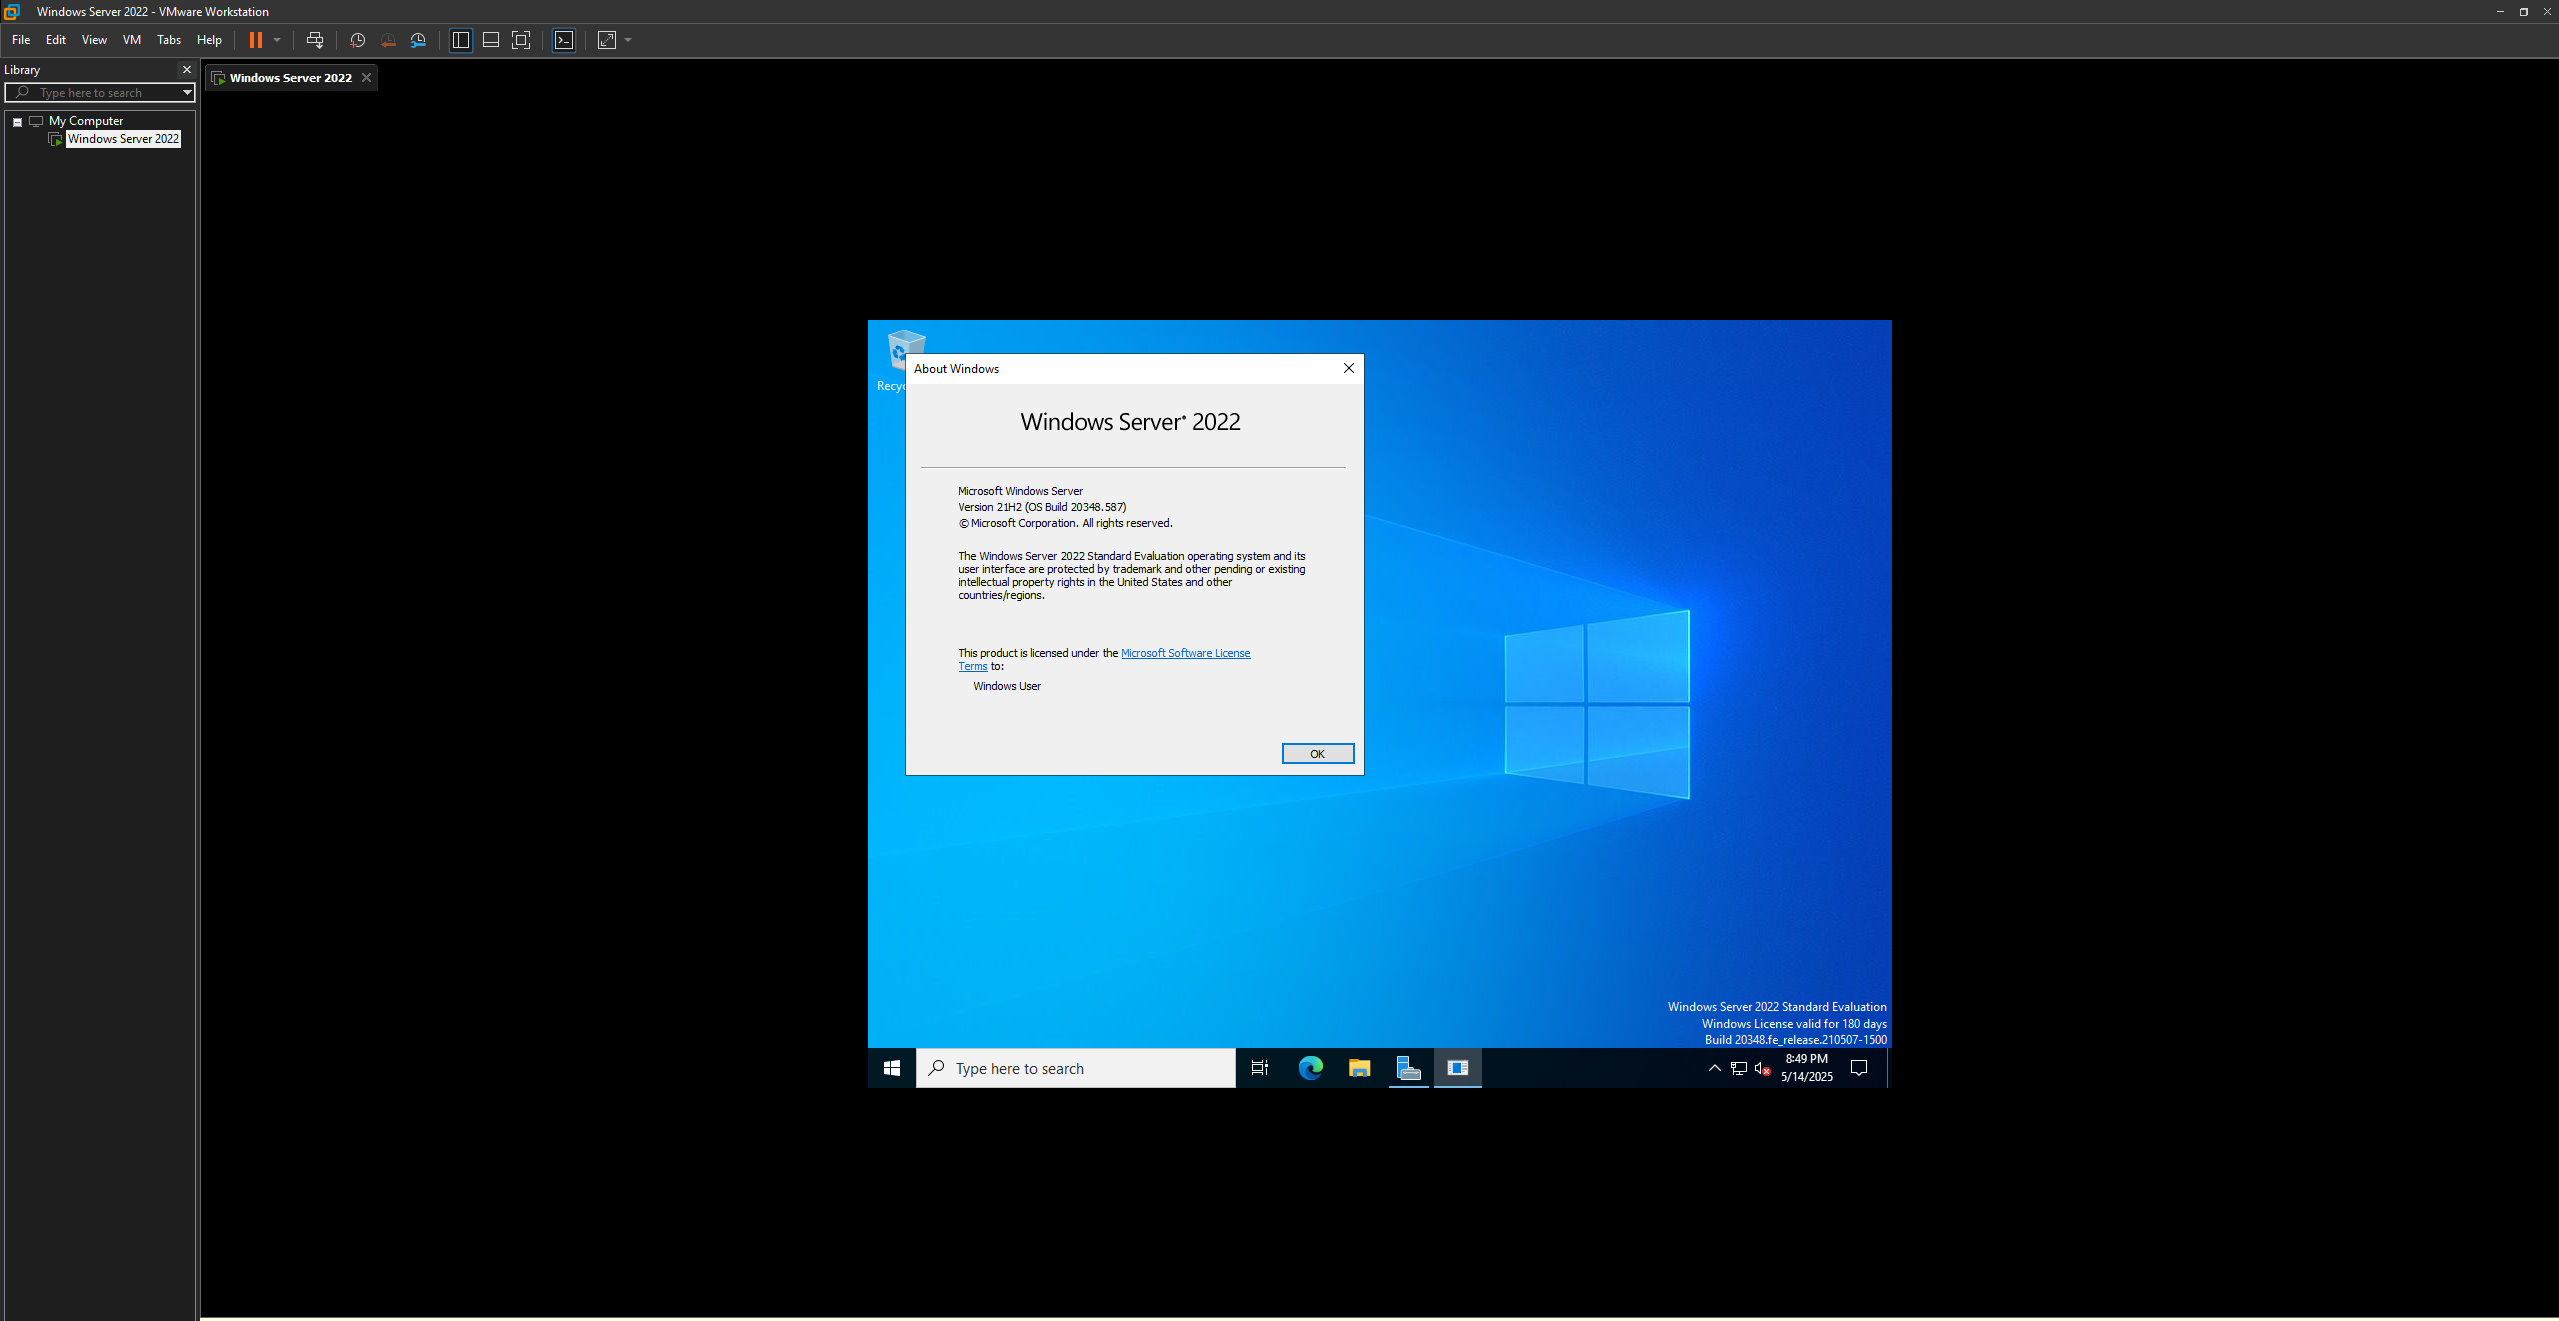 Windows Server 2022 - VMware Workstation
File Edit View VM Tabs Help
Library
Type here to search
My Computer
Windows Server 2022
Windows Server 2022
Recyc
About Windows
Windows Server® 2022
Microsoft Windows Server
Version 21H2 (OS Build 20348.587)
© Microsoft Corporation. All rights reserved.
The Windows Server 2022 Standard Evaluation operating system and its
user interface are protected by trademark and other pending or existing
intellectual property rights in the United States and other
countries/regions.
This product is licensed under the Microsoft Software License
Terms to:
Windows User
OK
Windows Server 2022 Standard Evaluation
Windows License valid for 180 days
Build 20348.fe_release.210507-1500
Type here to search
8:49 PM
5/14/2025